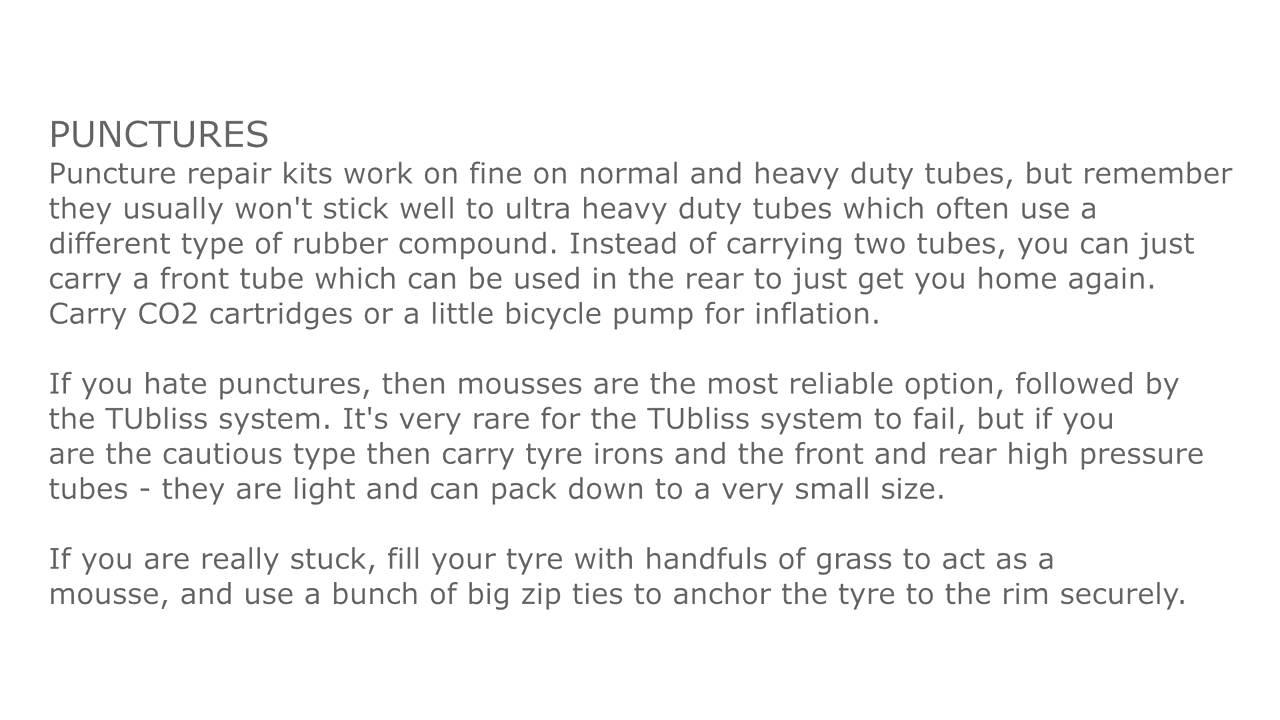 PUNCTURES
Puncture repair kits work on fine on normal and heavy duty tubes, but remember
they usually won't stick well to ultra heavy duty tubes which often use a
different type of rubber compound. Instead of carrying two tubes, you can just
carry a front tube which can be used in the rear to just get you home again.
Carry CO2 cartridges or a little bicycle pump for inflation.
If you hate punctures, then mousses are the most reliable option, followed by
the TUbliss system. It's very rare for the TUbliss system to fail, but if you
are the cautious type then carry tyre irons and the front and rear high pressure
tubes - they are light and can pack down to a very small size.
If you are really stuck, fill your tyre with handfuls of grass to act as a
mousse, and use a bunch of big zip ties to anchor the tyre to the rim securely.